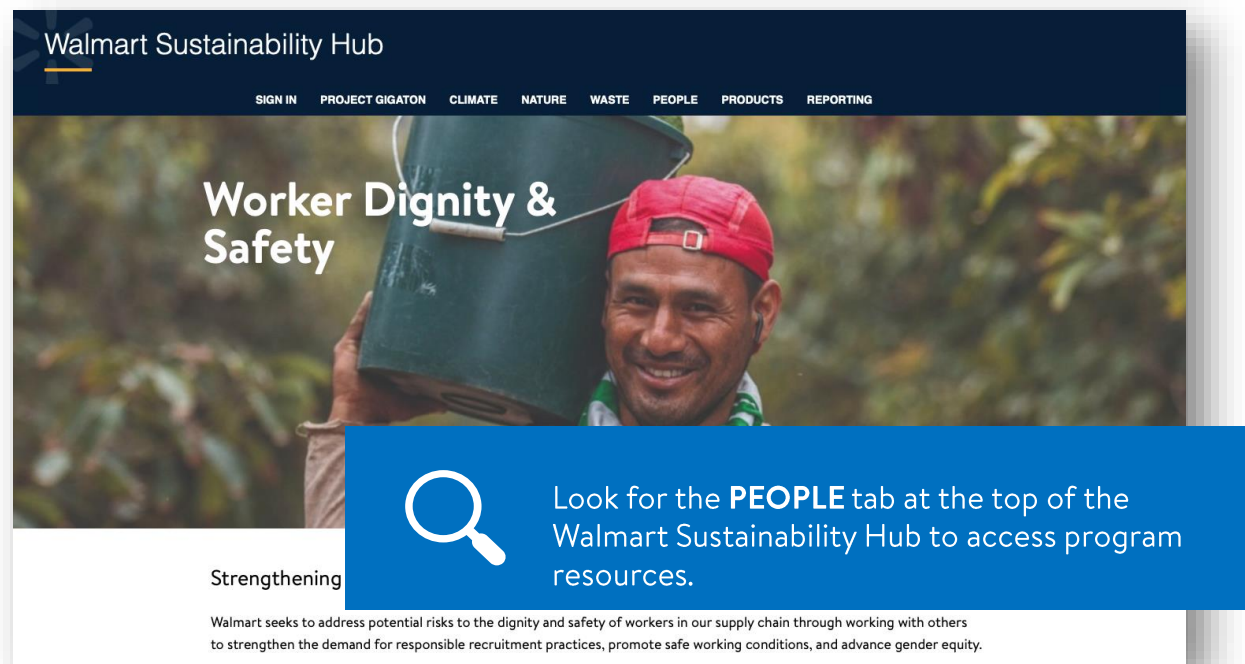 Walmart Sustainability Hub
SIGN IN PROJECT GIGATON CLIMATE NATURE WASTE PEOPLE PRODUCTS REPORTING
Worker Dignity &
Safety
Look for the PEOPLE tab at the top of the
Walmart Sustainability Hub to access program
resources.
Strengthening
Walmart seeks to address potential risks to the dignity and safety of workers in our supply chain through working with others
to strengthen the demand for responsible recruitment practices, promote safe working conditions, and advance gender equity.